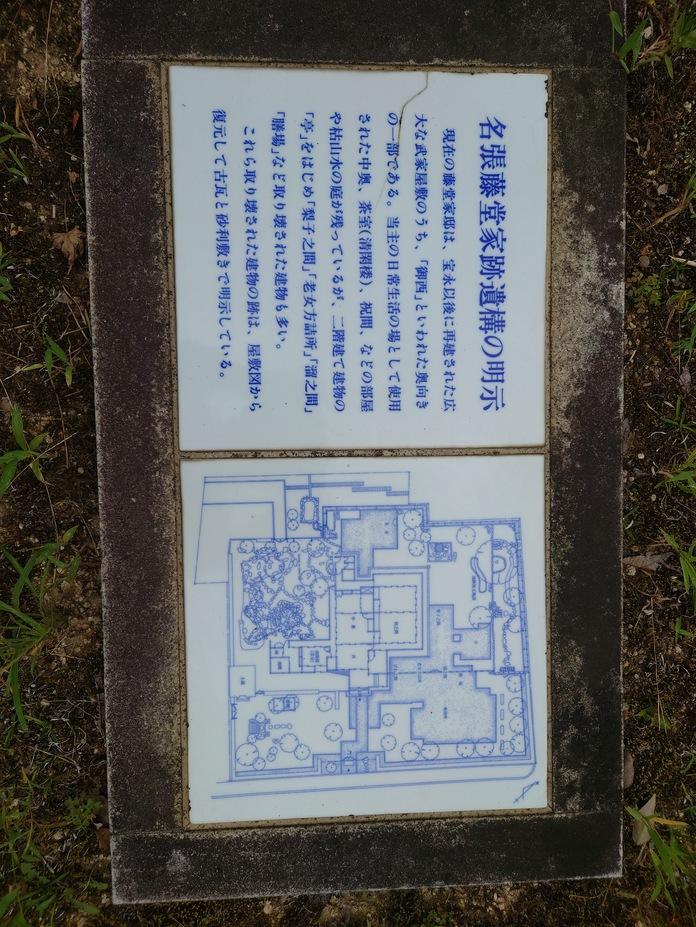 名張藤堂家跡遺構の明示
現在の藤堂家邸は、宝永以後に再建された広
大な武家屋敷のうち、「御西」といわれた奥向き
の一部である。当主の日常生活の場として使用
された中奥、茶室(清閑楼)、祝間、などの部屋
や枯山水の庭が残っているが、二階建て建物の
「亭」をはじめ「梨子之間」「老女方詰所」「溜之間」
「膳場」など取り壊された建物も多い。
これら取り壊された建物の跡は、屋敷図から
復元して古瓦と砂利敷きで明示している。